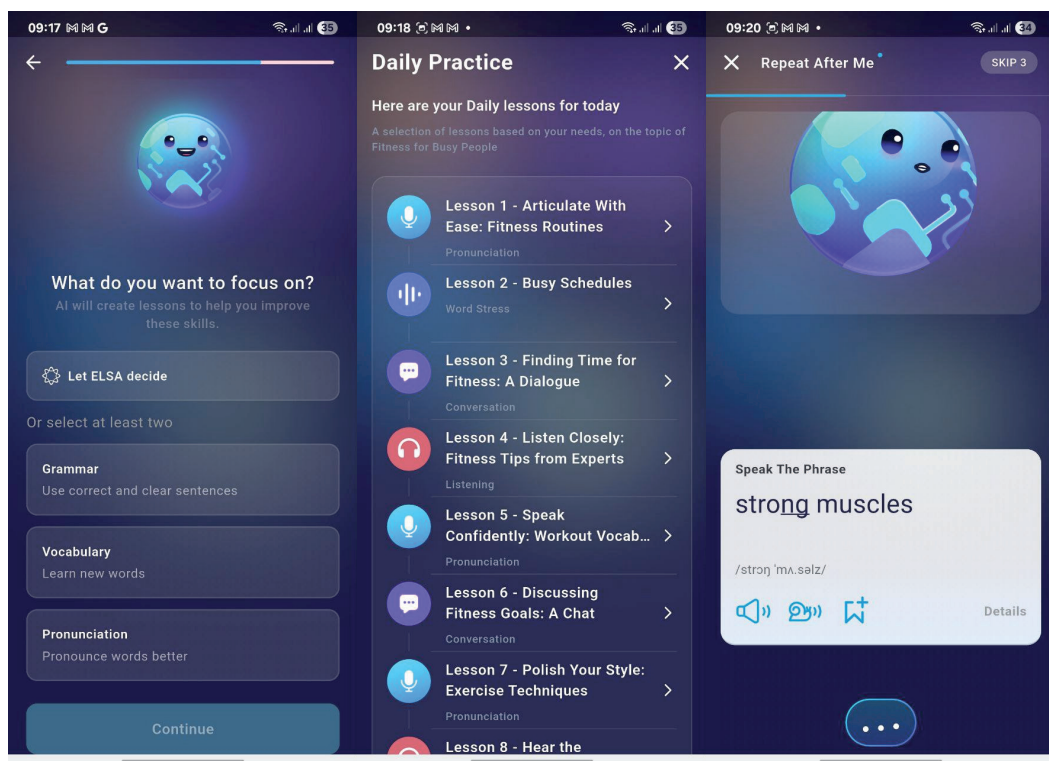 09:17 G 35
What do you want to focus on?
AI will create lessons to help you improve
these skills.
Let ELSA decide
Or select at least two
Grammar
Use correct and clear sentences
Vocabulary
Learn new words
Pronunciation
Pronounce words better
Continue
09:18 35
Daily Practice
Here are your Daily lessons for today
A selection of lessons based on your needs, on the topic of
Fitness for Busy People
Lesson 1 - Articulate With
Ease: Fitness Routines
Pronunciation
Lesson 2 - Busy Schedules
Word Stress
Lesson 3 - Finding Time for
Fitness: A Dialogue
Conversation
Lesson 4 - Listen Closely:
Fitness Tips from Experts
Listening
Lesson 5 - Speak
Confidently: Workout Vocab...
Pronunciation
Lesson 6 - Discussing
Fitness Goals: A Chat
Conversation
Lesson 7 - Polish Your Style:
Exercise Techniques
Pronunciation
Lesson 8 - Hear the
09:20 34
Repeat After Me
SKIP 3
Speak The Phrase
strong muscles
/strɔŋ ˈmʌ.səlz/
Details